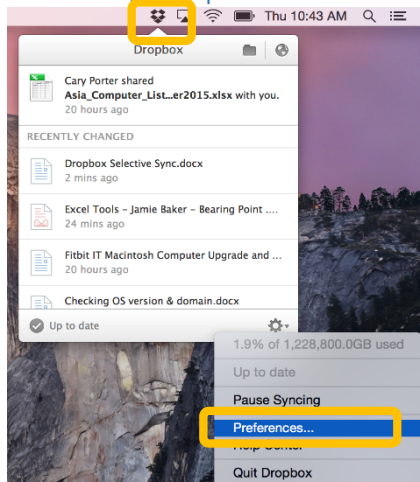 Thu 10:43 AM
Dropbox
Cary Porter shared
Asia_Computer_List...er2015.xlsx with you.
20 hours ago
RECENTLY CHANGED
Dropbox Selective Sync.docx
2 mins ago
Excel Tools - Jamie Baker - Bearing Point ....
24 mins ago
Fitbit IT Macintosh Computer Upgrade and ...
20 hours ago
Checking OS version & domain.docx
Up to date
1.9% of 1,228,800.0GB used
Up to date
Pause Syncing
Preferences...
Help Center
Quit Dropbox